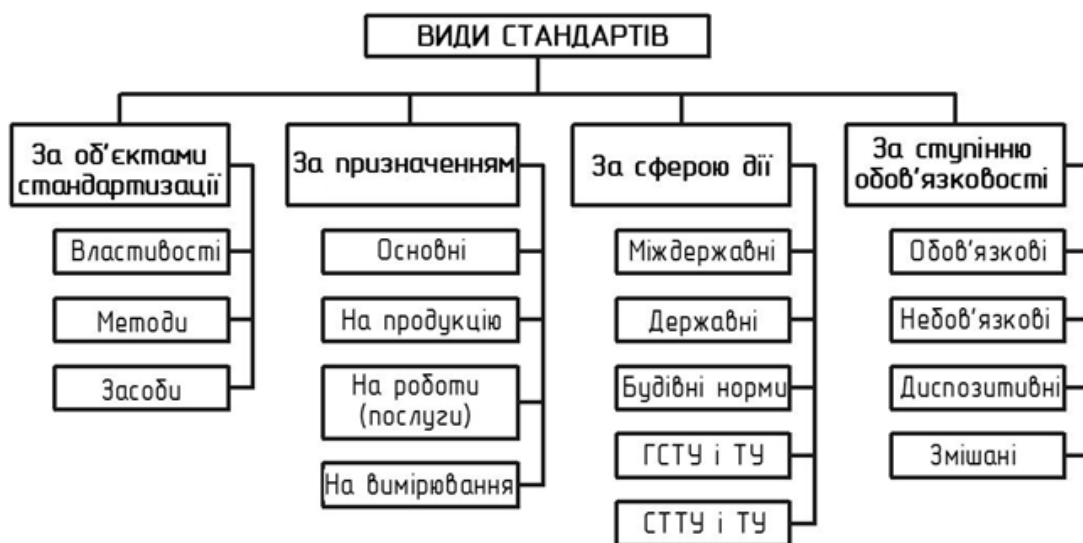 ВИДИ СТАНДАРТІВ
За об'єктами
стандартизації
Властивості
Методи
Засоби
За призначенням
Основні
На продукцію
На роботи
(послуги)
На вимірювання
За сферою дії
Міждержавні
Державні
Будівні норми
ГСТУ і ТУ
СТТУ і ТУ
За ступінню
обов'язковості
Обов'язкові
Небов'язкові
Диспозитивні
Змішані